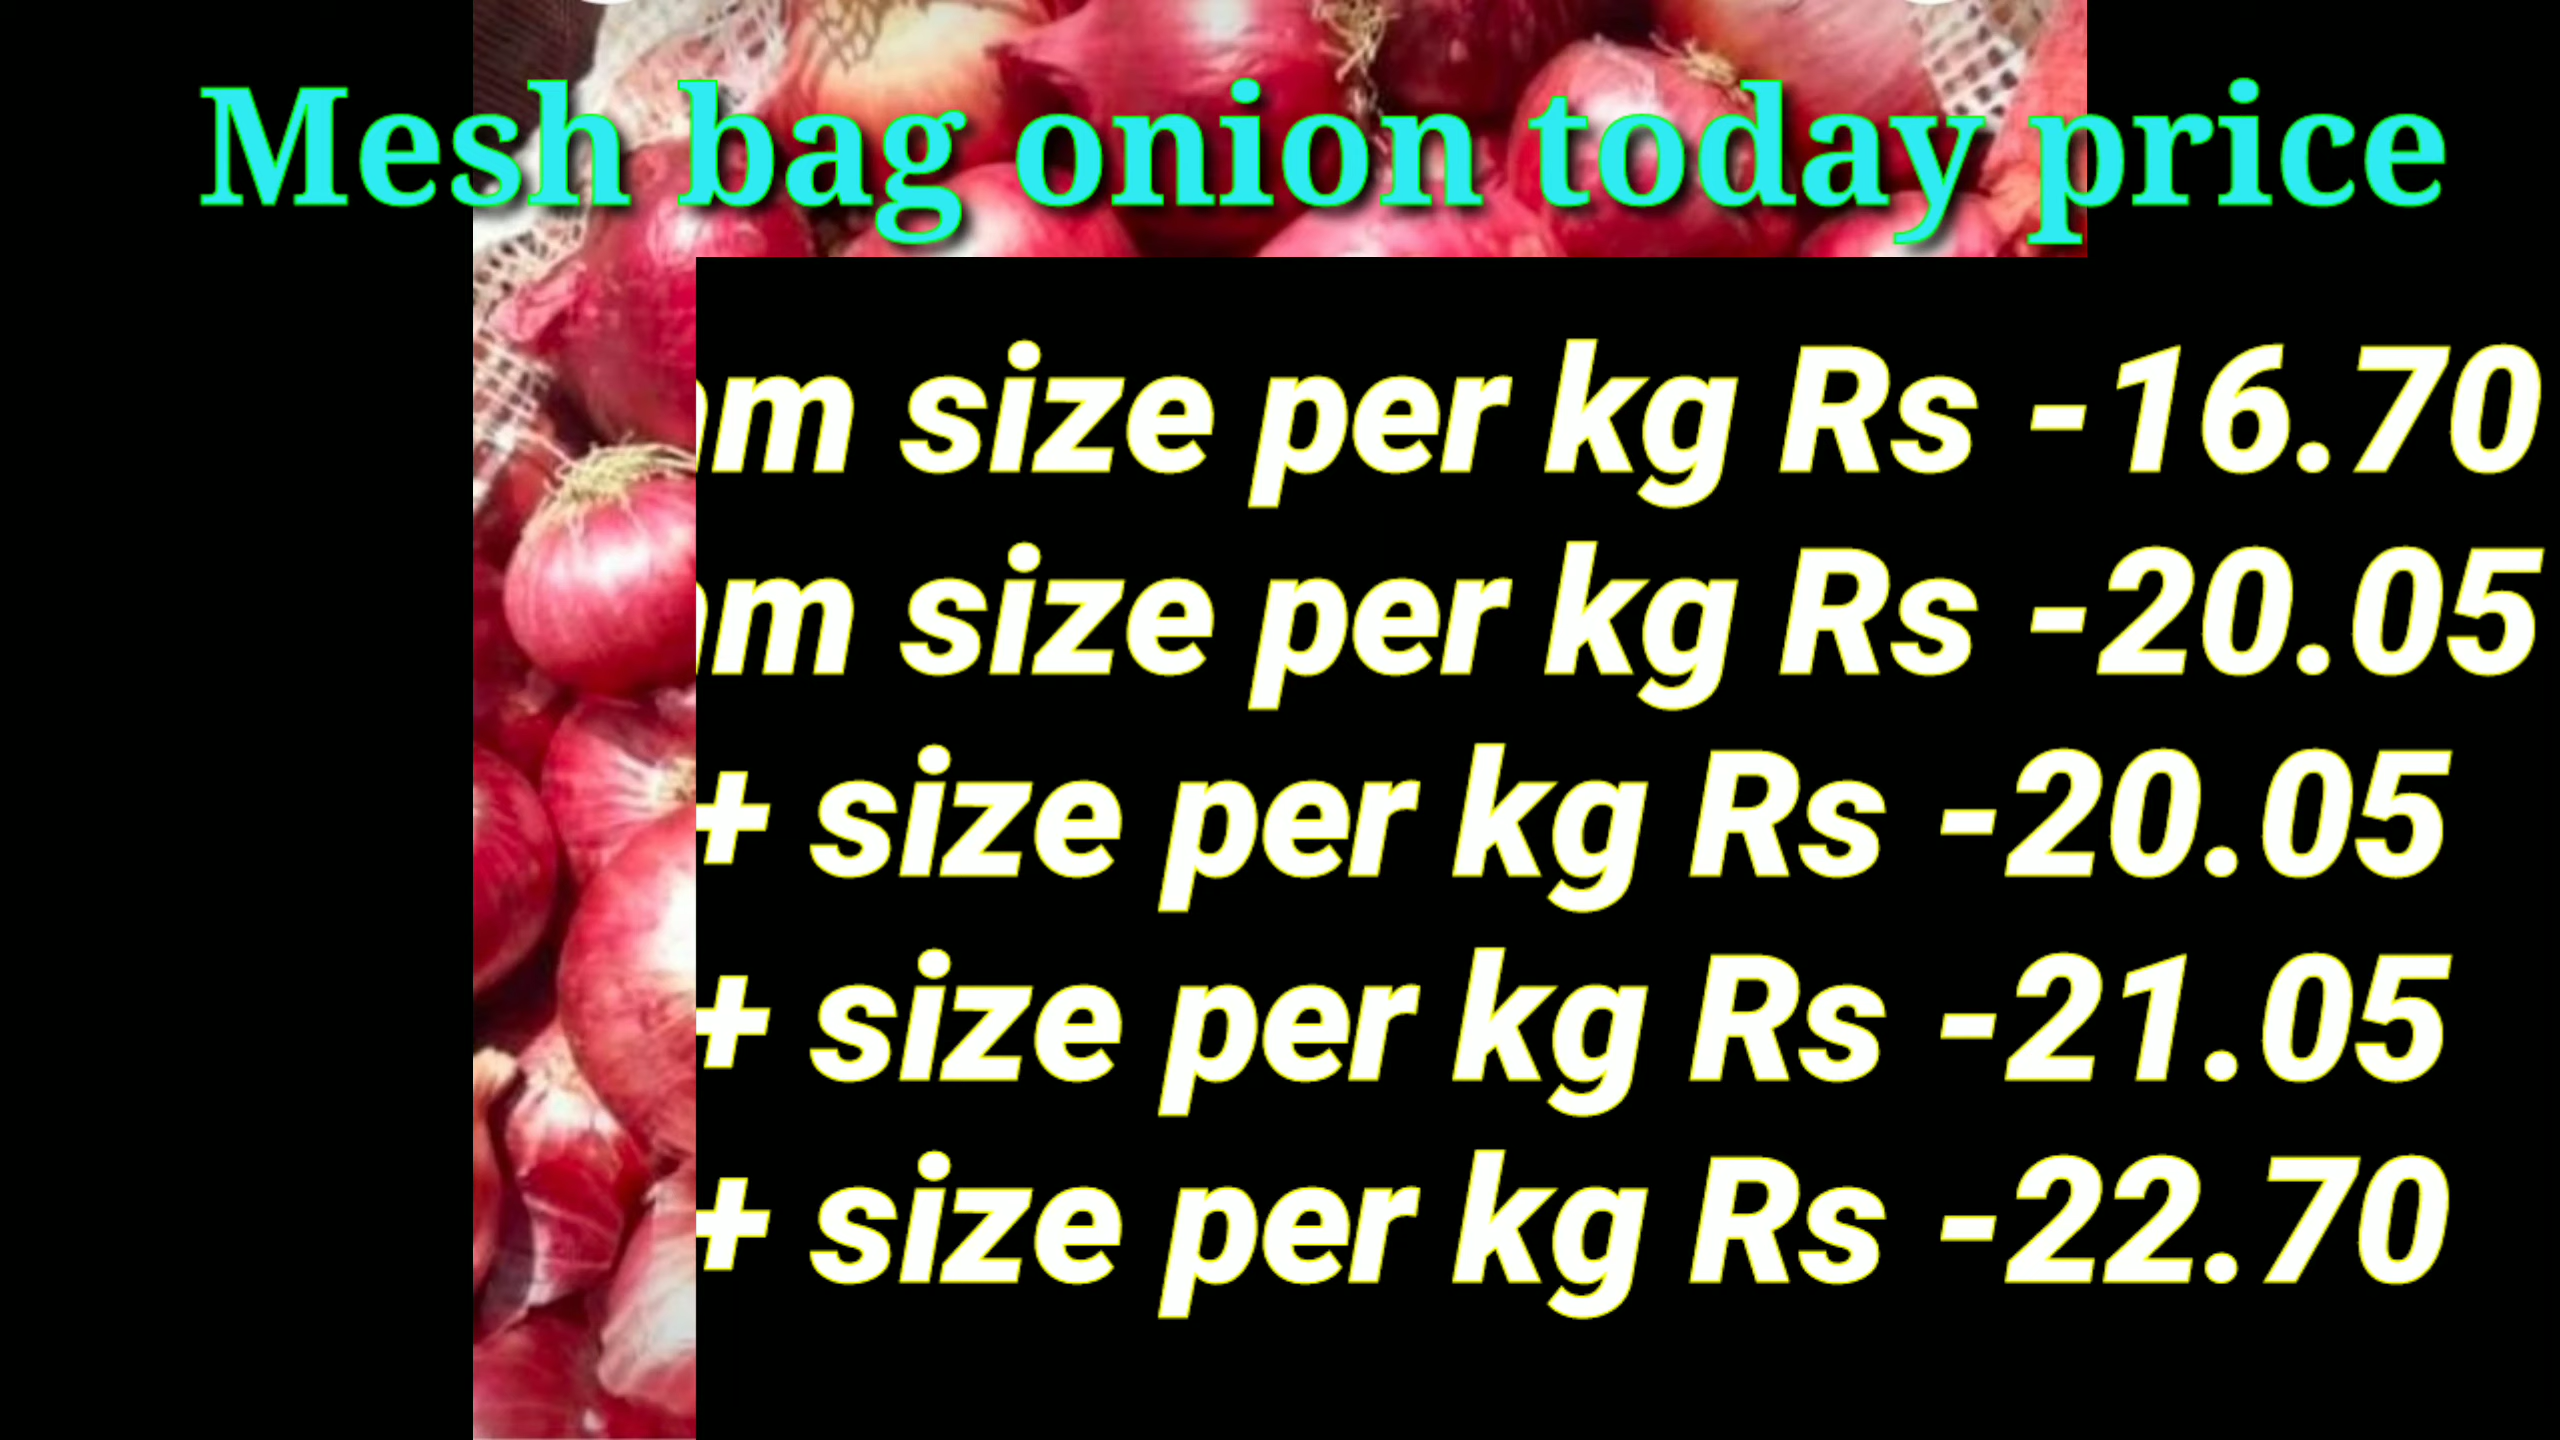 Mesh bag onion today price
size per kg Rs -16.70
size per kg Rs -20.05
+ size per kg Rs -20.05
+ size per kg Rs -21.05
+ size per kg Rs -22.70